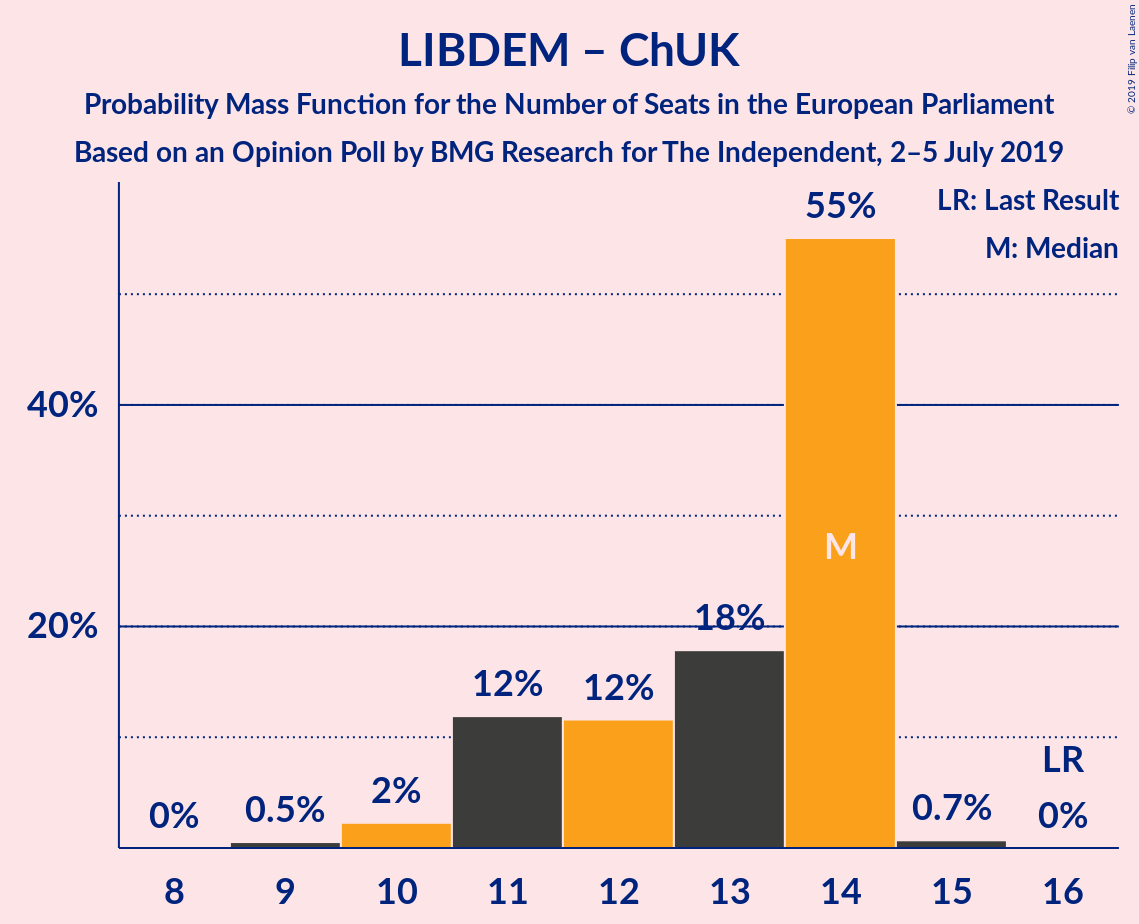 LIBDEM – ChUK
Probability Mass Function for the Number of Seats in the European Parliament
Based on an Opinion Poll by BMG Research for The Independent, 2–5 July 2019
© 2019 Filip van Laenen
LR: Last Result
M: Median
55%
40%
M
20%
18%
12%
12%
LR
2%
0.5%
0.7%
0%
0%
8 9 10 11 12 13 14 15 16